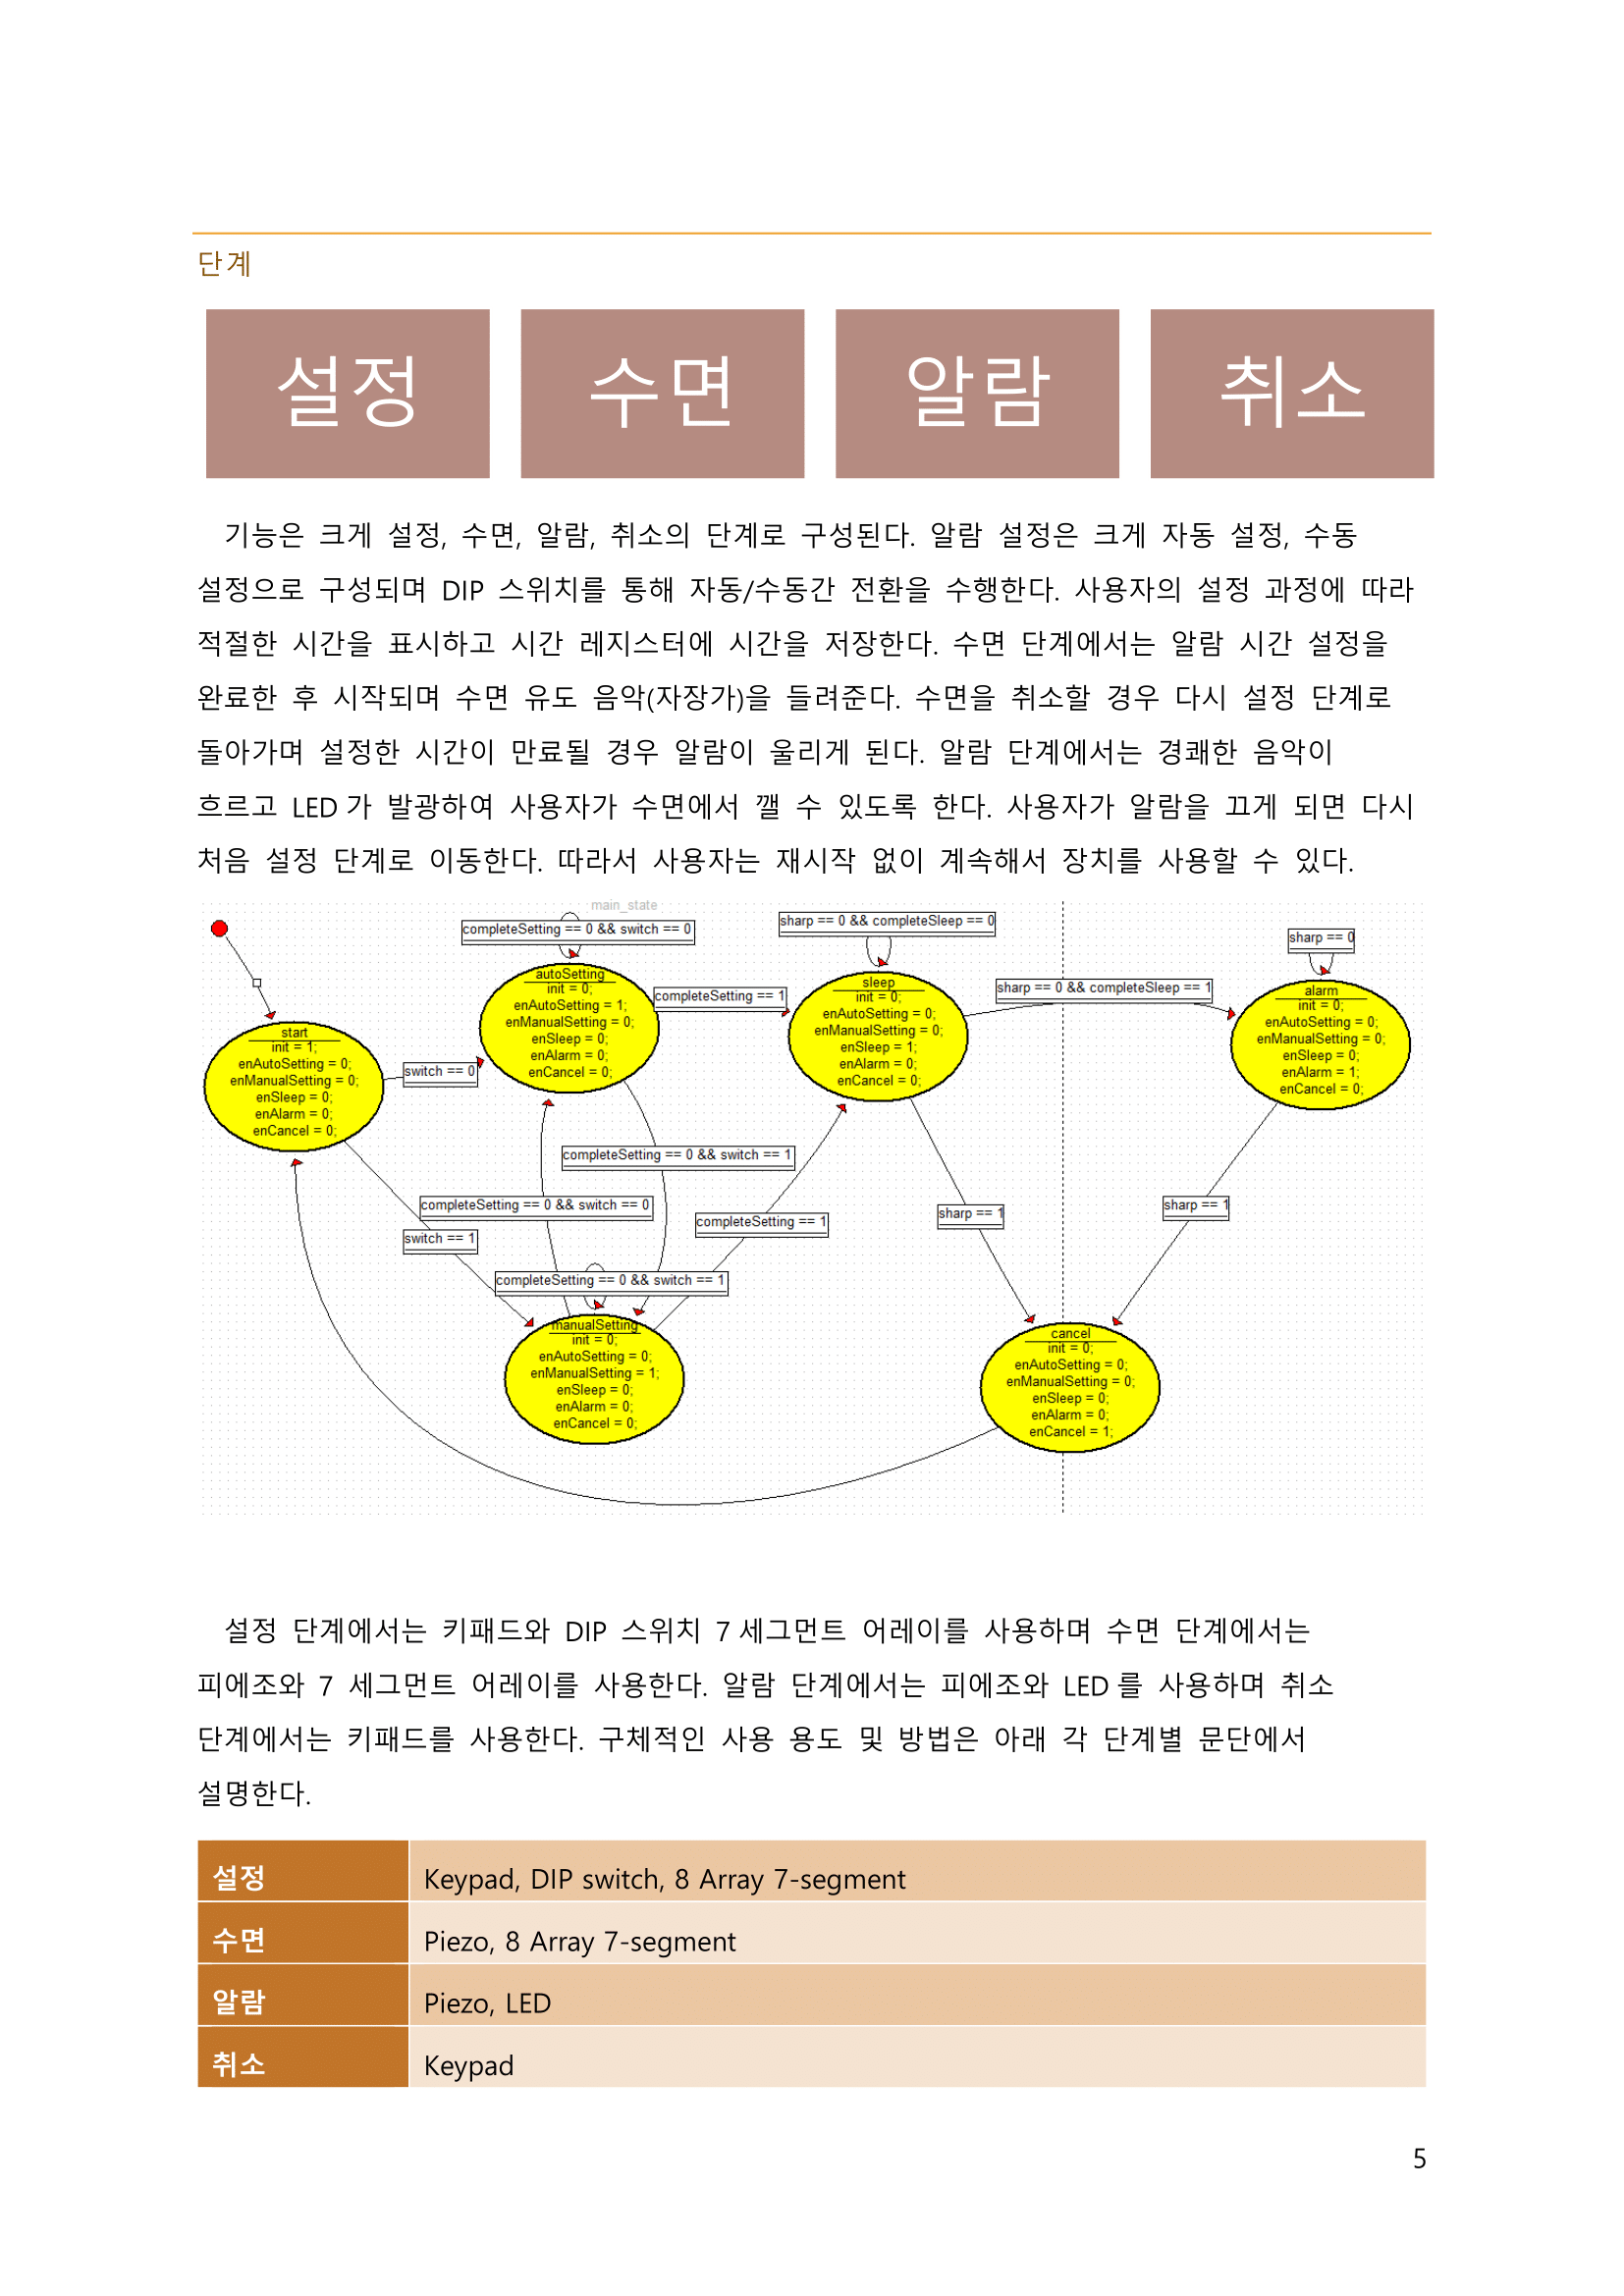 단계
설정 수면 알람 취소
기능은 크게 설정, 수면, 알람, 취소의 단계로 구성된다. 알람 설정은 크게 자동 설정, 수동
설정으로 구성되며 DIP 스위치를 통해 자동/수동간 전환을 수행한다. 사용자의 설정 과정에 따라
적절한 시간을 표시하고 시간 레지스터에 시간을 저장한다. 수면 단계에서는 알람 시간 설정을
완료한 후 시작되며 수면 유도 음악(자장가)을 들려준다. 수면을 취소할 경우 다시 설정 단계로
돌아가며 설정한 시간이 만료될 경우 알람이 울리게 된다. 알람 단계에서는 경쾌한 음악이
흐르고 LED 가 발광하여 사용자가 수면에서 깰 수 있도록 한다. 사용자가 알람을 끄게 되면 다시
처음 설정 단계로 이동한다. 따라서 사용자는 재시작 없이 계속해서 장치를 사용할 수 있다.
main_state
completeSetting == 0 && switch == 0
sharp == 0 && completeSleep == 0
sharp == 0
autoSetting
init = 0;
enAutoSetting = 1;
enManualSetting = 0;
enSleep = 0;
enAlarm = 0;
enCancel = 0;
completeSetting == 1
sleep
init = 0;
enAutoSetting = 0;
enManualSetting = 0;
enSleep = 1;
enAlarm = 0;
enCancel = 0;
sharp == 0 && completeSleep == 1
alarm
init = 0;
enAutoSetting = 0;
enManualSetting = 0;
enSleep = 0;
enAlarm = 1;
enCancel = 0;
start
init = 1;
enAutoSetting = 0;
enManualSetting = 0;
enSleep = 0;
enAlarm = 0;
enCancel = 0;
switch == 0
completeSetting == 0 && switch == 1
completeSetting == 0 && switch == 0
completeSetting == 1
sharp == 1
sharp == 1
switch == 1
completeSetting == 0 && switch == 1
manualSetting
init = 0;
enAutoSetting = 0;
enManualSetting = 1;
enSleep = 0;
enAlarm = 0;
enCancel = 0;
cancel
init = 0;
enAutoSetting = 0;
enManualSetting = 0;
enSleep = 0;
enAlarm = 0;
enCancel = 1;
설정 단계에서는 키패드와 DIP 스위치 7 세그먼트 어레이를 사용하며 수면 단계에서는
피에조와 7 세그먼트 어레이를 사용한다. 알람 단계에서는 피에조와 LED 를 사용하며 취소
단계에서는 키패드를 사용한다. 구체적인 사용 용도 및 방법은 아래 각 단계별 문단에서
설명한다.
설정 Keypad, DIP switch, 8 Array 7-segment
수면 Piezo, 8 Array 7-segment
알람 Piezo, LED
취소 Keypad
5